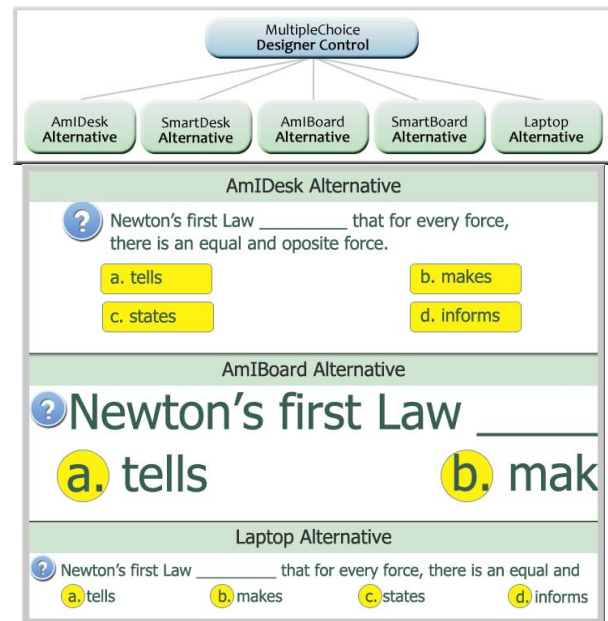 MultipleChoice
Designer Control
AmIDesk
Alternative
SmartDesk
Alternative
AmIBoard
Alternative
SmartBoard
Alternative
Laptop
Alternative
AmIDesk Alternative
? Newton's first Law _________ that for every force,
there is an equal and oposite force.
a. tells
b. makes
c. states
d. informs
AmIBoard Alternative
? Newton's first Law _____
a. tells
b. mak
Laptop Alternative
? Newton's first Law _________ that for every force, there is an equal and
a. tells
b. makes
c. states
d. informs